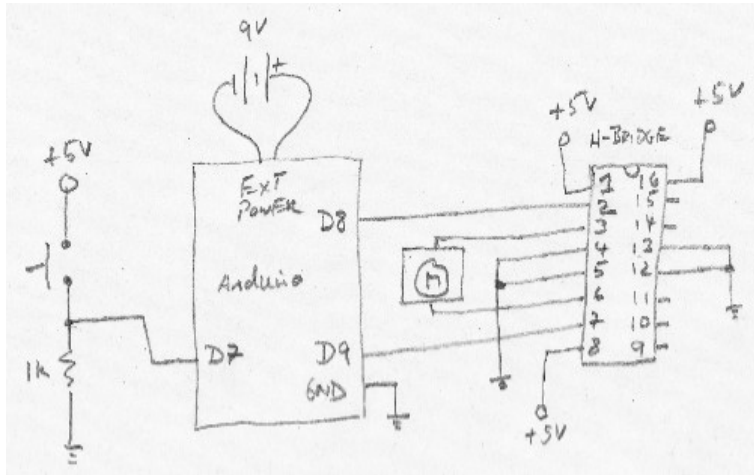 9V
+
+5V
+5V
H-BRIDGE
+5V
EXT
POWER
D8
Arduino
D7
D9
GND
1K
M
1 16
2 15
3 14
4 13
5 12
6 11
7 10
8 9
+5V